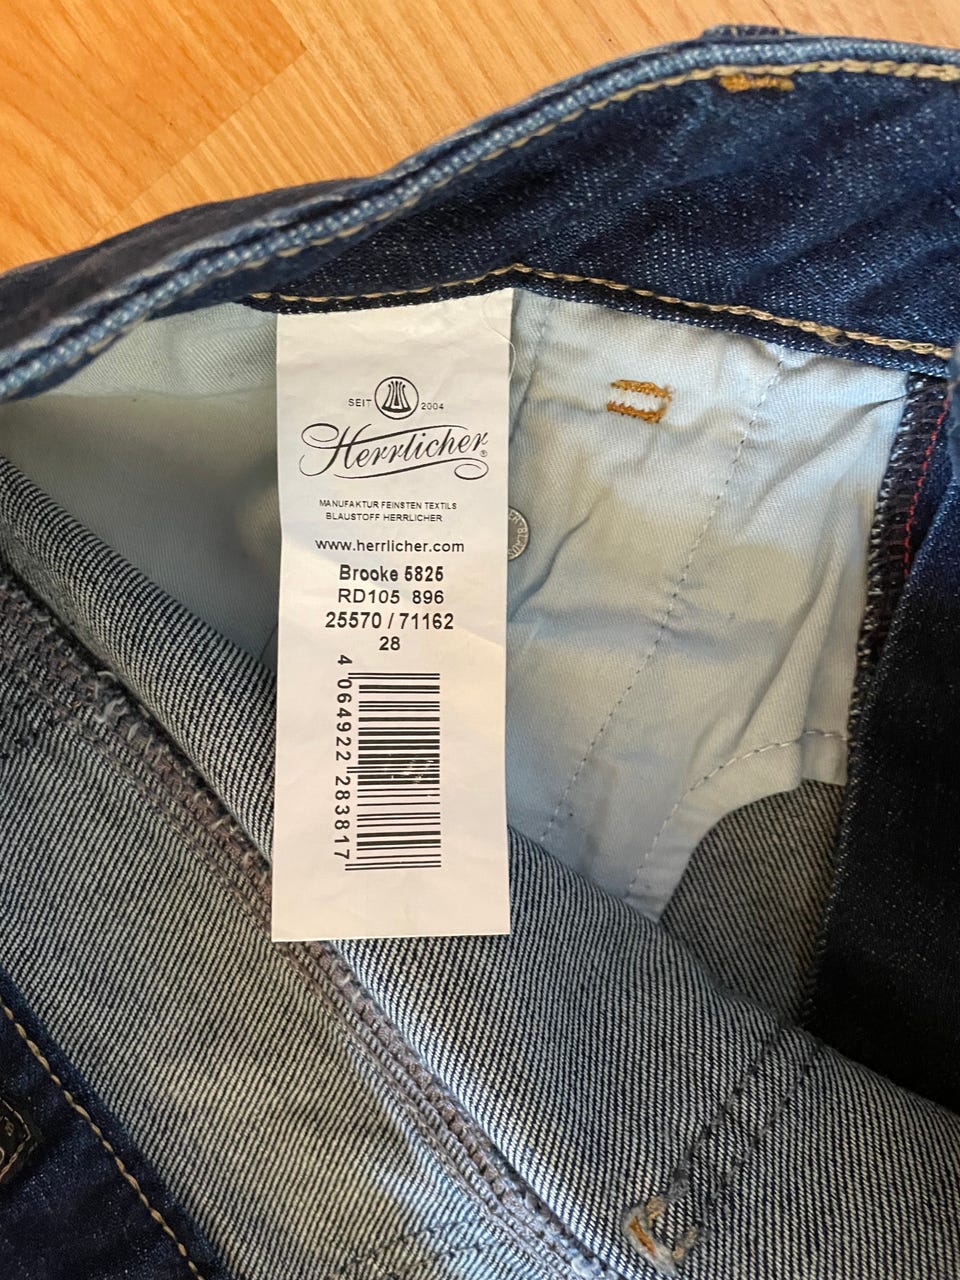 SEIT 2004
Herrlicher®
MANUFAKTUR FEINSTEN TEXTILS
BLAUSTOFF HERRLICHER
www.herrlicher.com
Brooke 5825
RD105 896
25570 / 71162
28
4 064922 283817